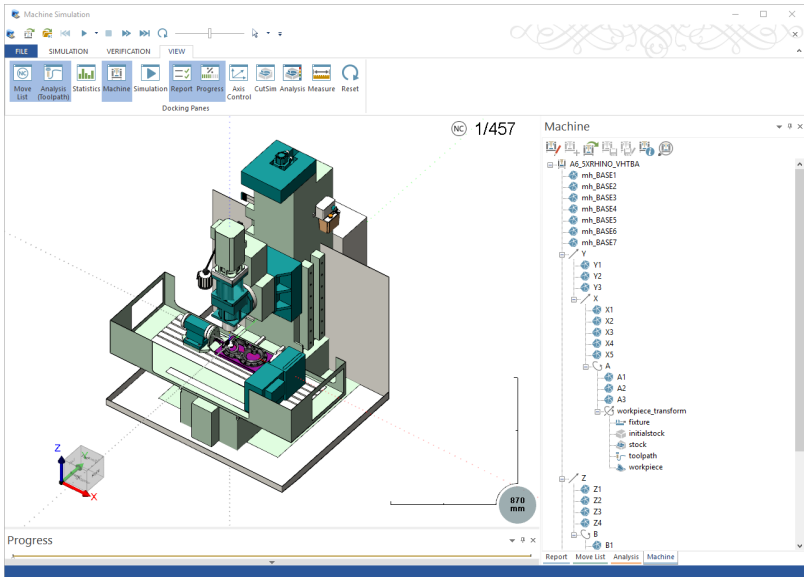 Machine Simulation
FILE SIMULATION VERIFICATION VIEW
Move List
Analysis (Toolpath)
Statistics
Machine
Simulation
Report
Progress
Axis Control
CutSim
Analysis
Measure
Reset
Docking Panes
NC 1/457
Machine
A6_5XRHINO_VHTBA
mh_BASE1
mh_BASE2
mh_BASE3
mh_BASE4
mh_BASE5
mh_BASE6
mh_BASE7
Y
Y1
Y2
Y3
X
X1
X2
X3
X4
X5
A
A1
A2
A3
workpiece_transform
fixture
initialstock
stock
toolpath
workpiece
Z
Z1
Z2
Z3
Z4
B
B1
Z
X
870 mm
Progress
Report Move List Analysis Machine